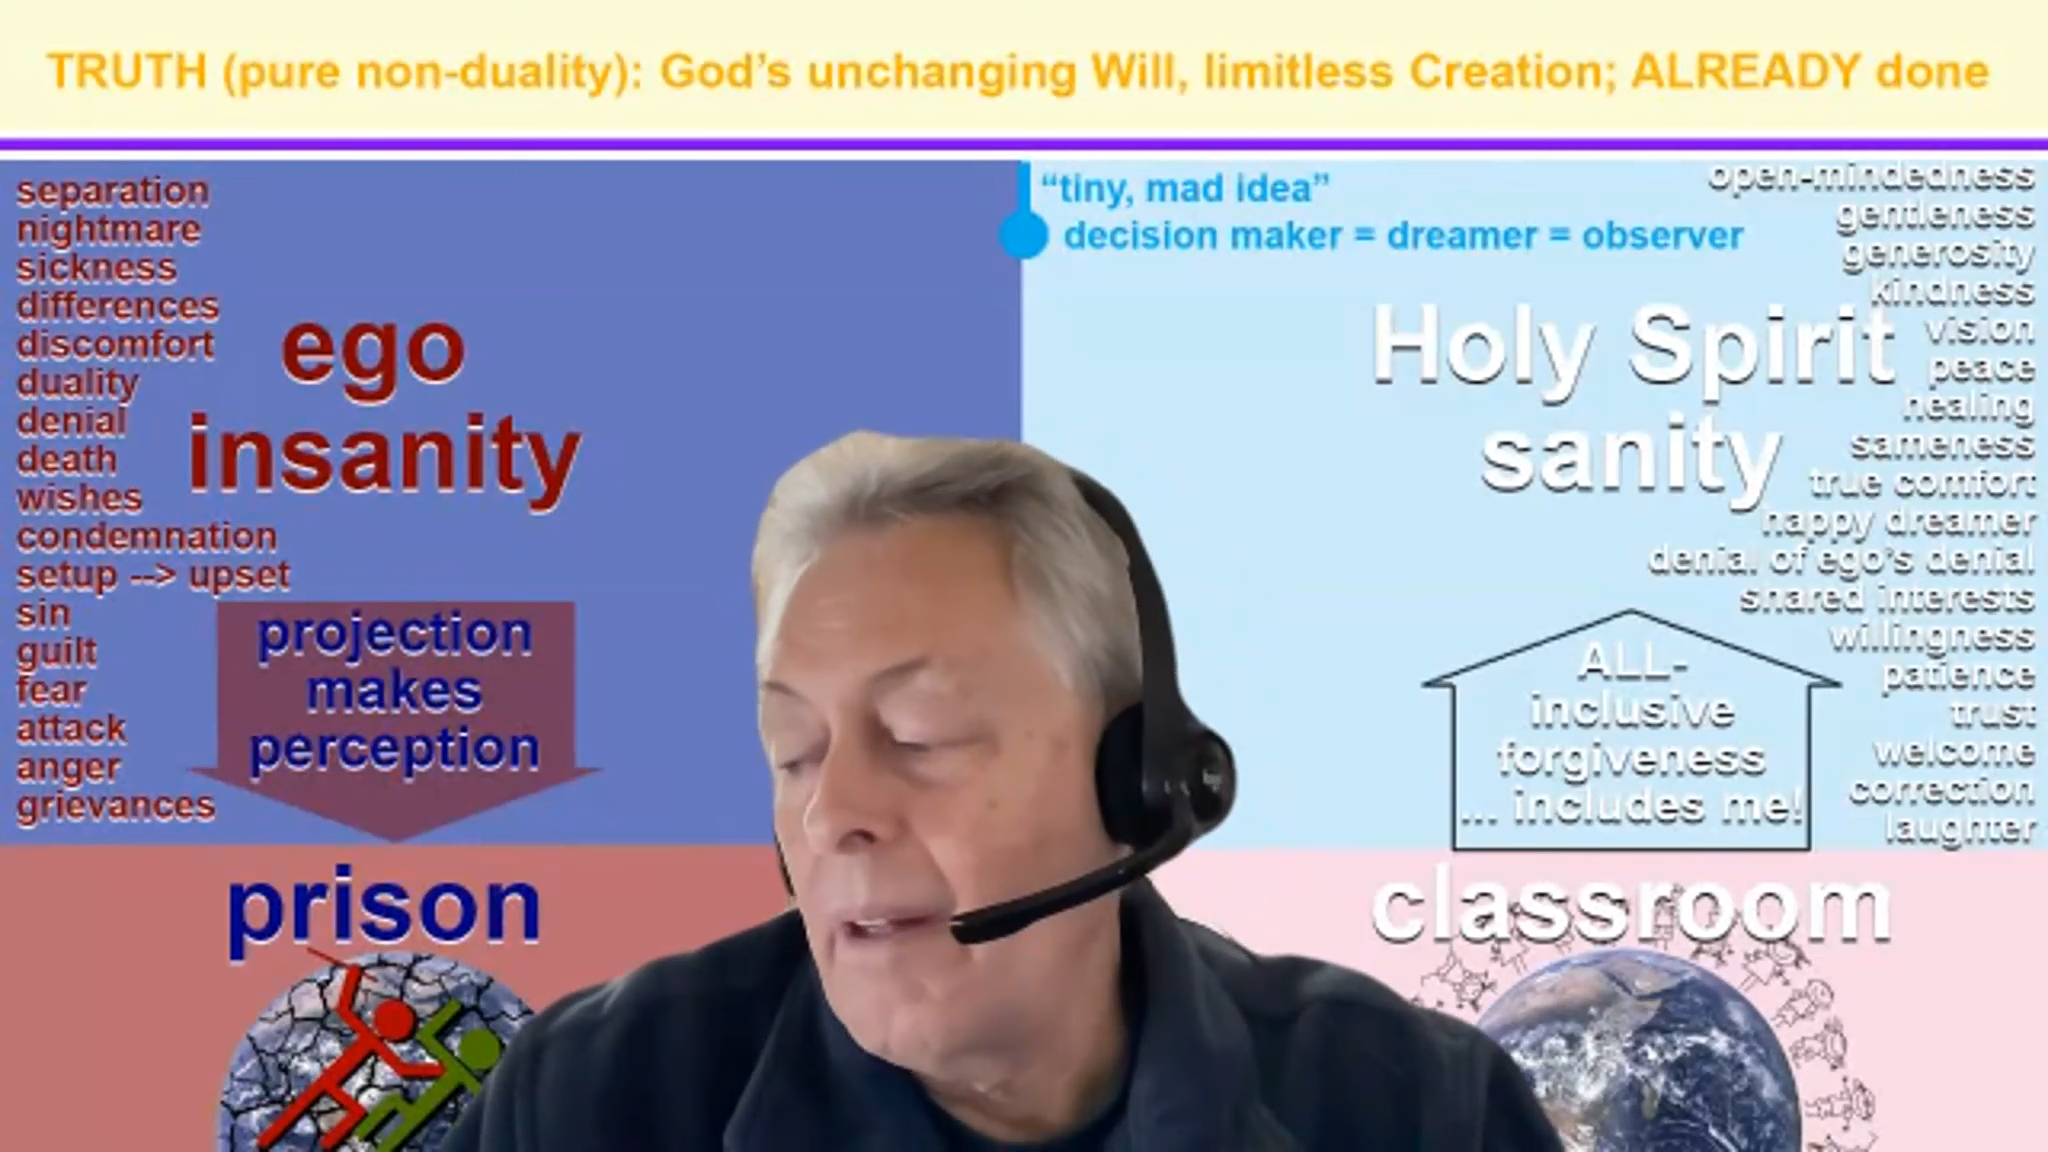 TRUTH (pure non-duality): God's unchanging Will, limitless Creation; ALREADY done
"tiny, mad idea"
decision maker = dreamer = observer
separation
nightmare
sickness
differences
discomfort
duality
denial
death
wishes
condemnation
setup --> upset
sin
guilt
fear
attack
anger
grievances
ego
insanity
projection
makes
perception
prison
Holy Spirit
sanity
open-mindedness
gentleness
generosity
kindness
vision
peace
healing
sameness
true comfort
happy dreamer
denial of ego's denial
shared interests
willingness
patience
trust
welcome
correction
laughter
ALL-
inclusive
forgiveness
... includes me!
classroom